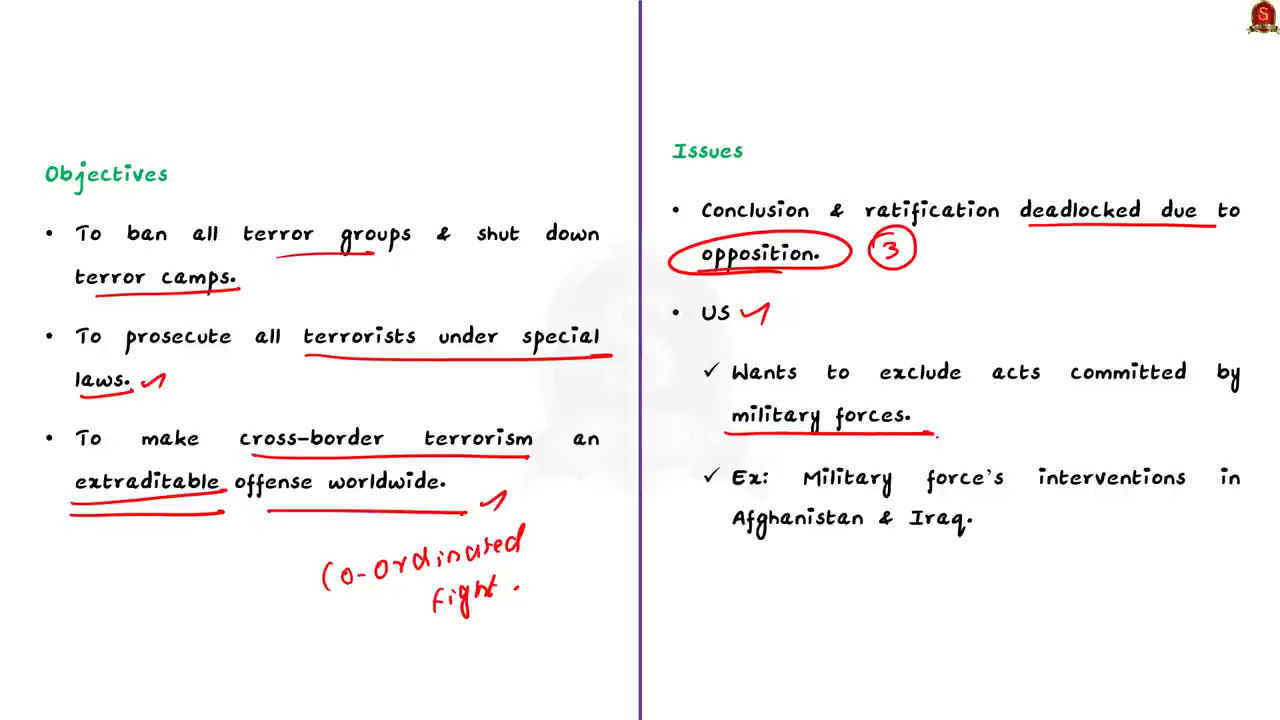 Objectives
• To ban all terror groups & shut down
terror camps.
• To prosecute all terrorists under special
laws.
• To make cross-border terrorism an
extraditable offense worldwide.
Co-ordinated
fight.
Issues
• Conclusion & ratification deadlocked due to
opposition. 3
• US
✓ Wants to exclude acts committed by
military forces.
✓ Ex: Military force's interventions in
Afghanistan & Iraq.